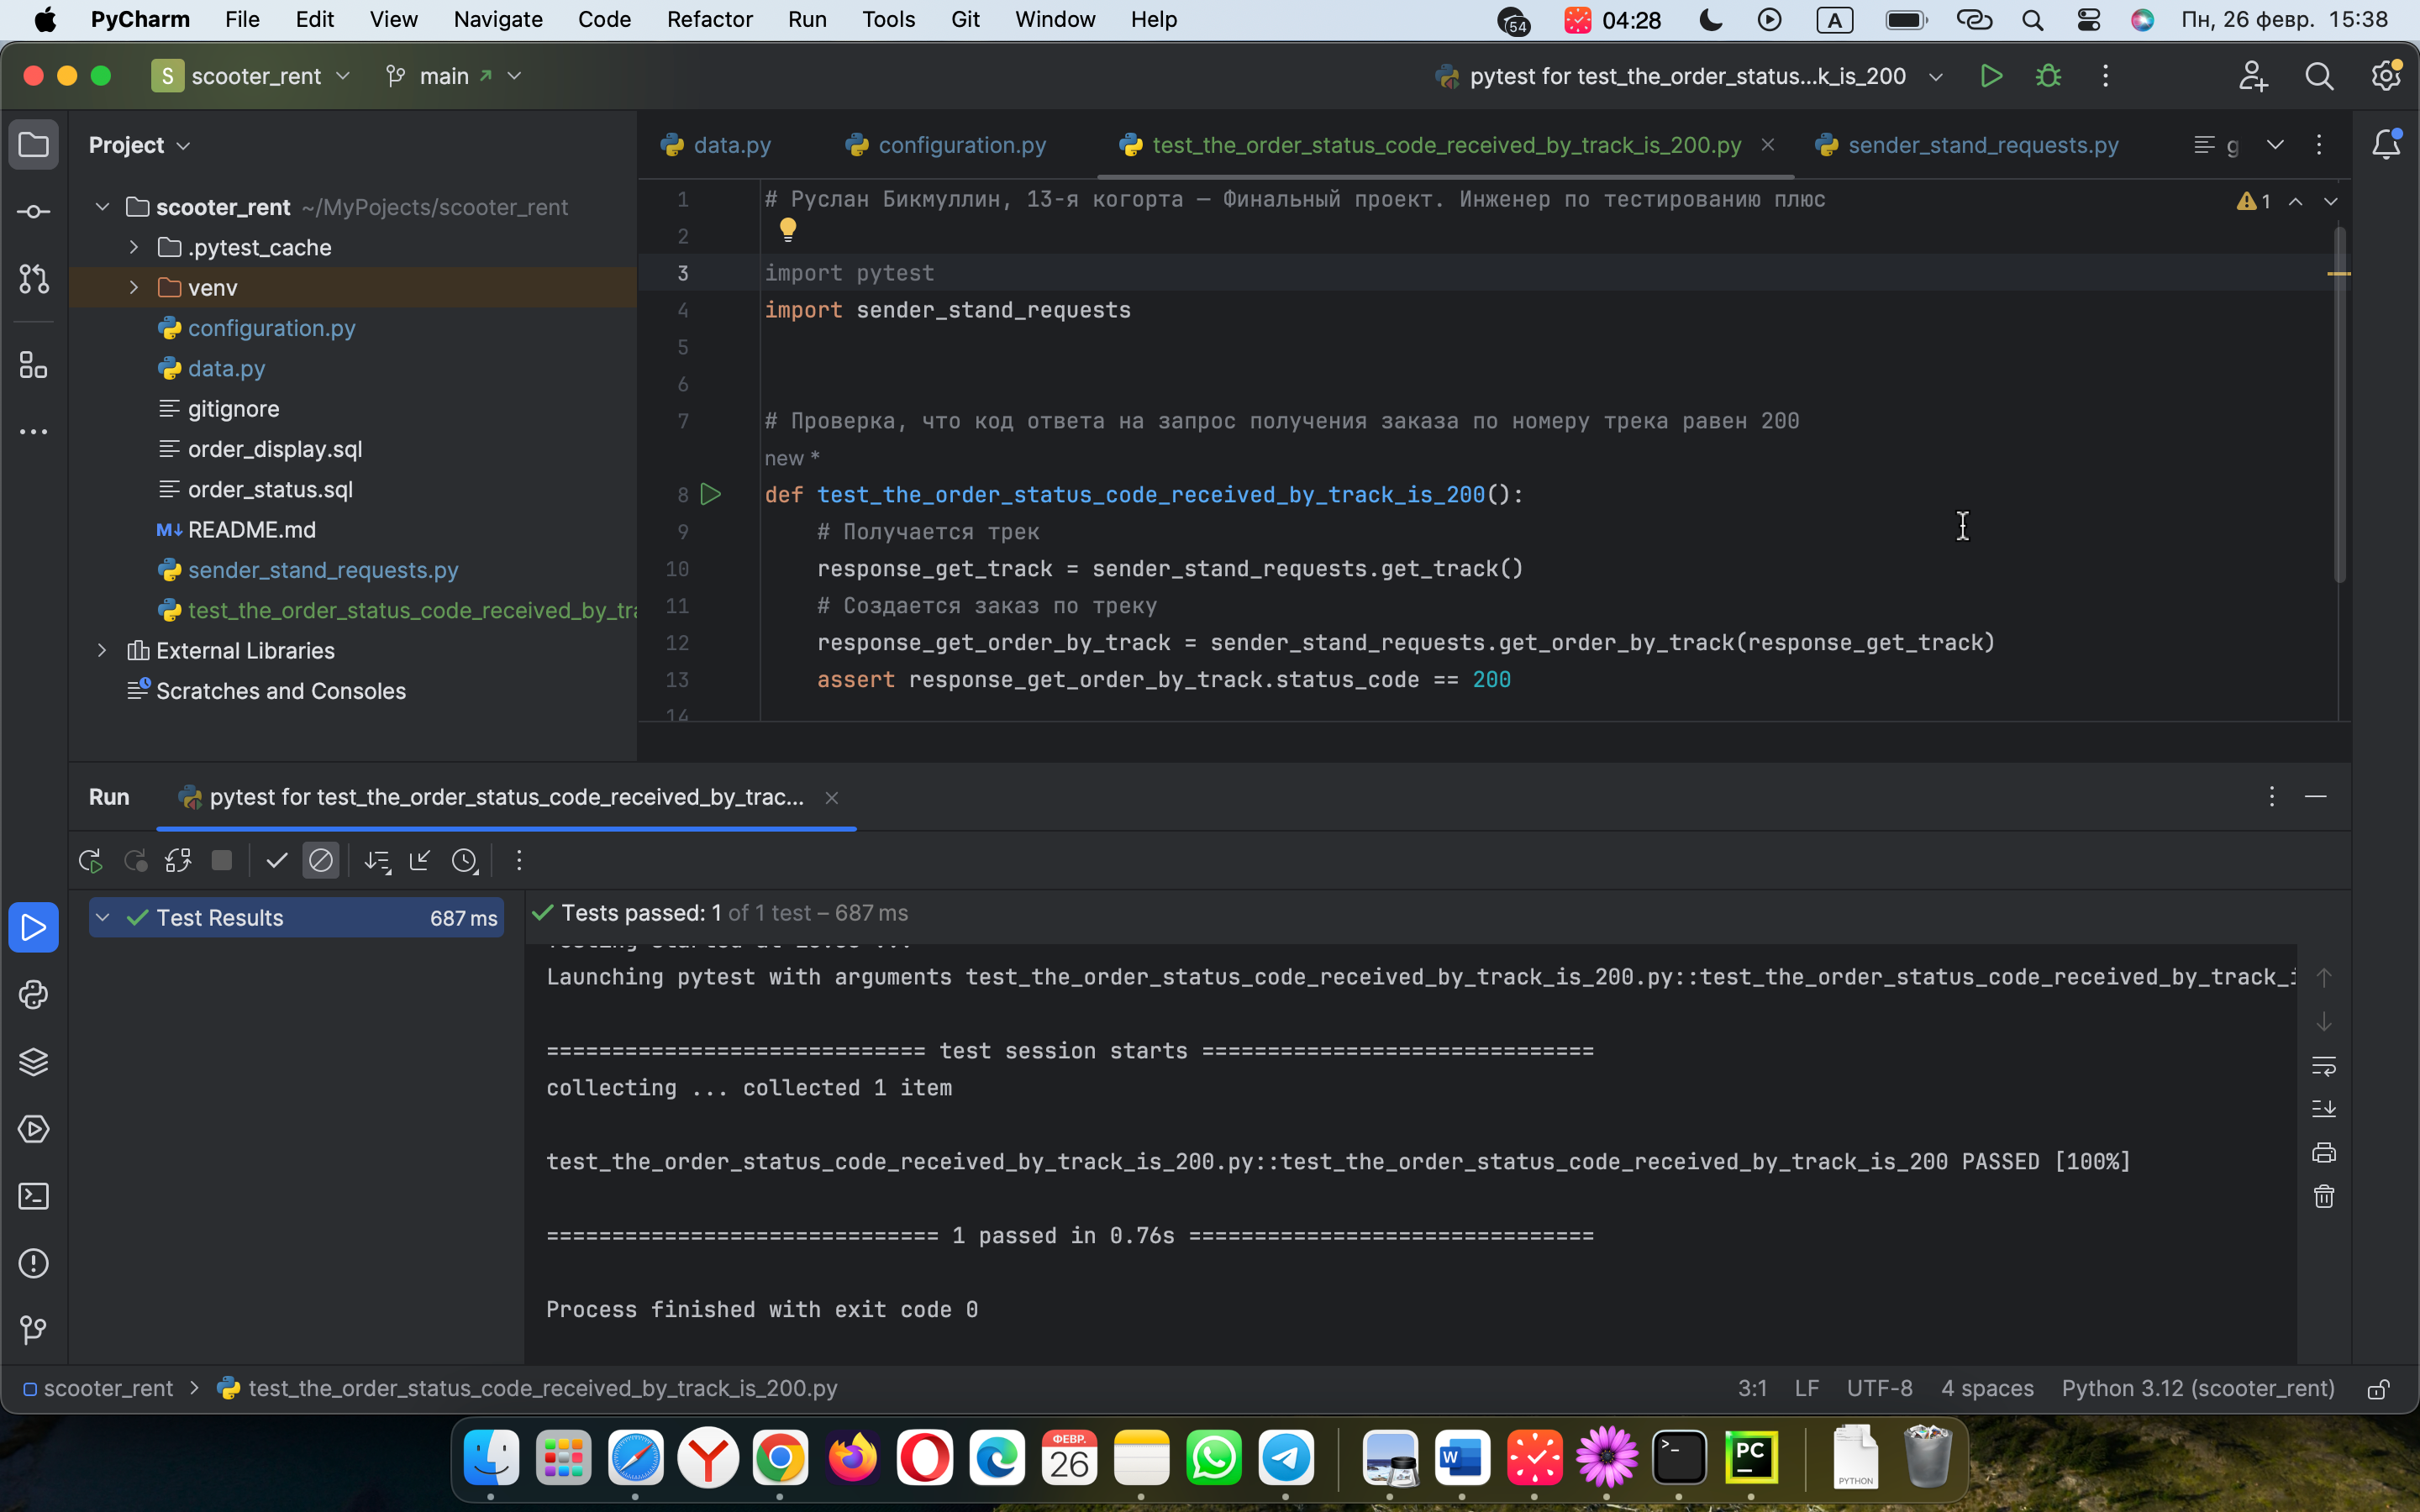 PyCharm File Edit View Navigate Code Refactor Run Tools Git Window Help 54 04:28 A Пн, 26 февр. 15:38
S scooter_rent main pytest for test_the_order_status...k_is_200
Project
scooter_rent ~/MyPojects/scooter_rent
.pytest_cache
venv
configuration.py
data.py
gitignore
order_display.sql
order_status.sql
M↓ README.md
sender_stand_requests.py
test_the_order_status_code_received_by_tra
External Libraries
Scratches and Consoles
data.py configuration.py test_the_order_status_code_received_by_track_is_200.py sender_stand_requests.py g
1 # Руслан Бикмуллин, 13-я когорта — Финальный проект. Инженер по тестированию плюс
1
2
3 import pytest
4 import sender_stand_requests
5
6
7 # Проверка, что код ответа на запрос получения заказа по номеру трека равен 200
new *
8 def test_the_order_status_code_received_by_track_is_200():
9 # Получается трек
10 response_get_track = sender_stand_requests.get_track()
11 # Создается заказ по треку
12 response_get_order_by_track = sender_stand_requests.get_order_by_track(response_get_track)
13 assert response_get_order_by_track.status_code == 200
14
Run pytest for test_the_order_status_code_received_by_trac...
Test Results 687 ms
Tests passed: 1 of 1 test – 687 ms
Launching pytest with arguments test_the_order_status_code_received_by_track_is_200.py::test_the_order_status_code_received_by_track_i
============================= test session starts ==============================
collecting ... collected 1 item
test_the_order_status_code_received_by_track_is_200.py::test_the_order_status_code_received_by_track_is_200 PASSED [100%]
============================== 1 passed in 0.76s ===============================
Process finished with exit code 0
scooter_rent > test_the_order_status_code_received_by_track_is_200.py 3:1 LF UTF-8 4 spaces Python 3.12 (scooter_rent)
ФЕВР.
26
W
PC
PYTHON